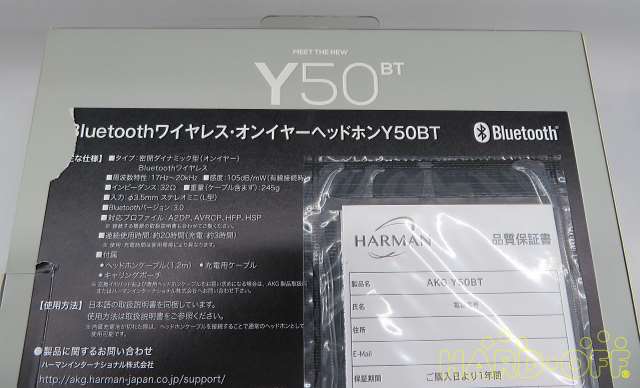 MEET THE NEW
Y50BT
Bluetoothワイヤレス・オンイヤーヘッドホンY50BT
Bluetooth
な仕様】
■タイプ:密閉ダイナミック型(オンイヤー)
Bluetoothワイヤレス
■周波数特性:17Hz~20kHz ■感度:105dB/mW(有線接続時
■インピーダンス:32Ω ■重量(ケーブル含まず):245g
■入力:φ3.5mm ステレオミニ(L型)
■Bluetoothバージョン:3.0
■対応プロファイル:A2DP、AVRCP、HFP、HSP
■連続使用時間:約20時間(充電:約3時間)
■付属
・ヘッドホンケーブル(1.2m) ・充電用ケーブル
・キャリングポーチ
【使用方法】 日本語の取扱説明書を同梱しています。
使用方法は取扱説明書をご参照ください。
■製品に関するお問い合わせ
ハーマンインターナショナル株式会社
http://akg.harman-japan.co.jp/support/
HARMAN
品質保証書
製品名 AKG Y50BT
氏名
住所
E-Mail
保証期間 ご購入日より1年間
HARD-OFF